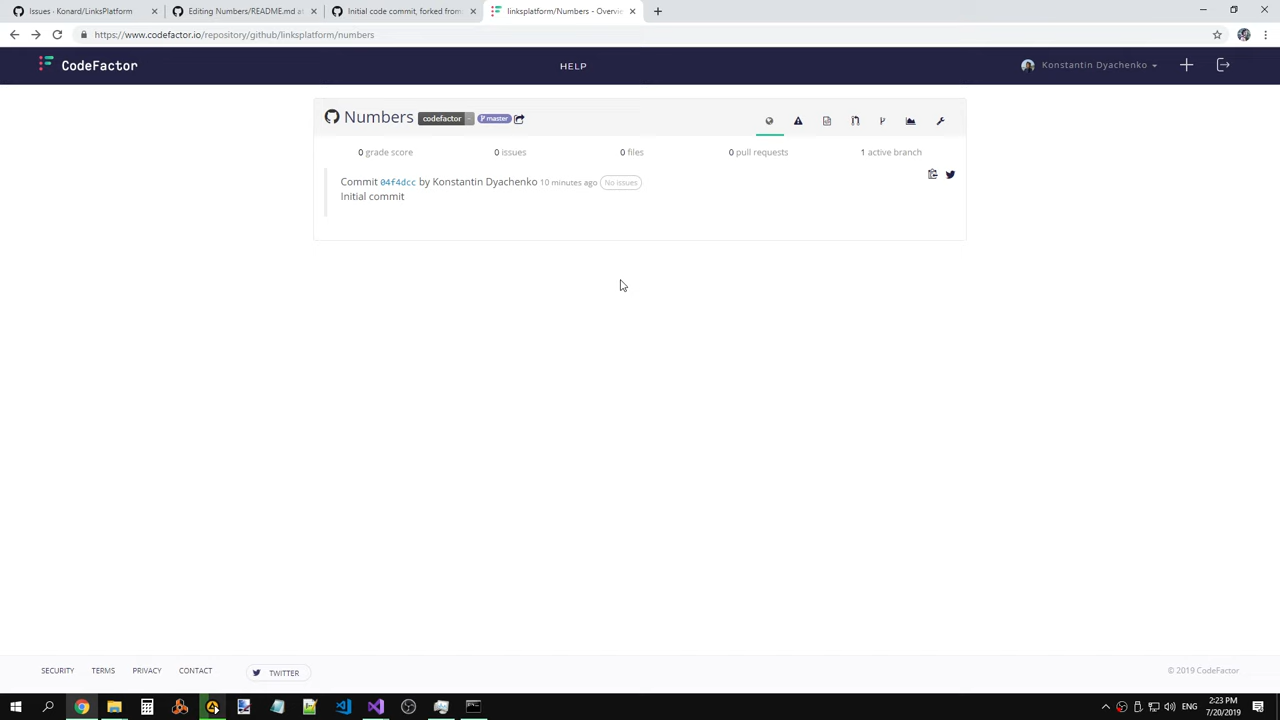 Issues · Konard/LinksPlatform
Editing Numbers/README.md at
Initial code commit, forked from
linksplatform/Numbers - Overvie
https://www.codefactor.io/repository/github/linksplatform/numbers
CodeFactor
HELP
Konstantin Dyachenko
Numbers
codefactor -
master
0 grade score
0 issues
0 files
0 pull requests
1 active branch
Commit 04f4dcc by Konstantin Dyachenko 10 minutes ago No issues
Initial commit
SECURITY
TERMS
PRIVACY
CONTACT
TWITTER
© 2019 CodeFactor
ENG
2:23 PM
7/20/2019